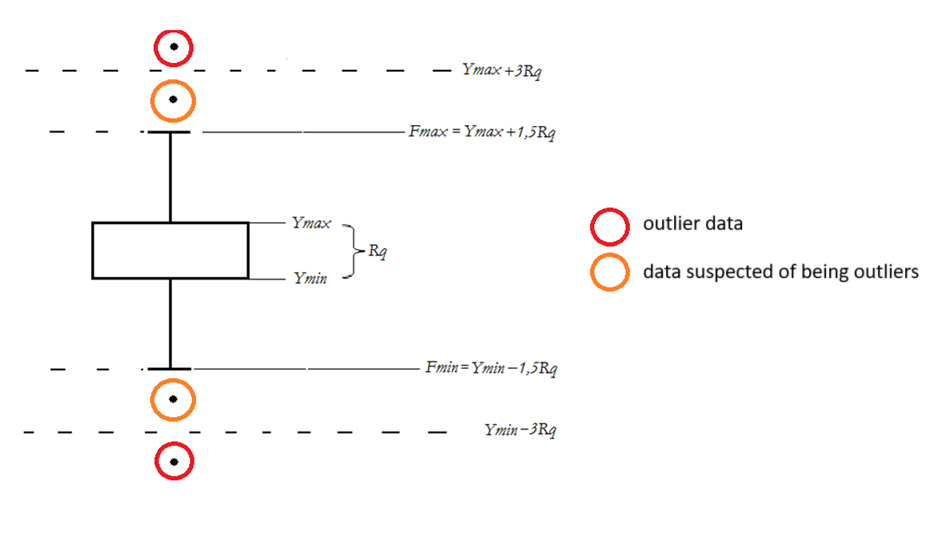 Ymax +3Rq
Fmax = Ymax +1,5Rq
Ymax
Rq
Ymin
outlier data
data suspected of being outliers
Fmin= Ymin−1,5Rq
Ymin−3Rq